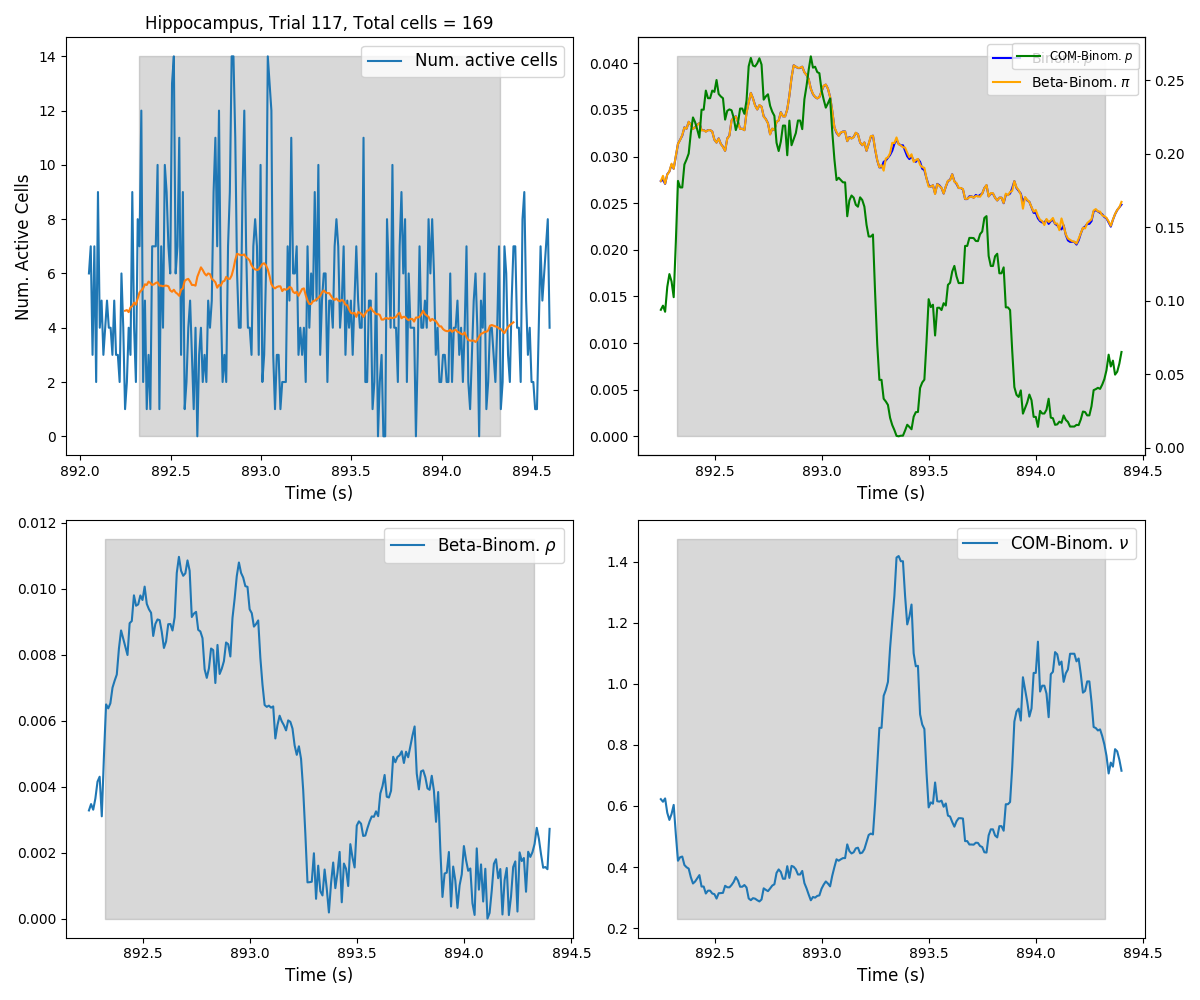 Hippocampus, Trial 117, Total cells = 169
Num. active cells
Num. Active Cells
14
12
10
8
6
4
2
0
892.0 892.5 893.0 893.5 894.0 894.5
Time (s)
COM-Binom. p
Beta-Binom. π
0.040
0.035
0.030
0.025
0.020
0.015
0.010
0.005
0.000
0.25
0.20
0.15
0.10
0.05
0.00
892.5 893.0 893.5 894.0 894.5
Time (s)
Beta-Binom. ρ
0.012
0.010
0.008
0.006
0.004
0.002
0.000
892.5 893.0 893.5 894.0 894.5
Time (s)
COM-Binom. ν
1.4
1.2
1.0
0.8
0.6
0.4
0.2
892.5 893.0 893.5 894.0 894.5
Time (s)